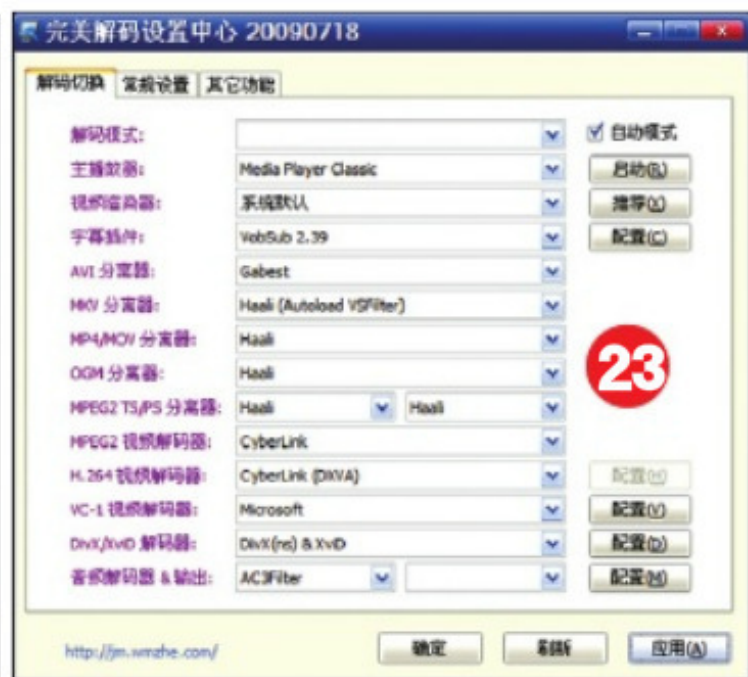 完美解码设置中心 20090718
解码切换 常规设置 其它功能
解码模式: 自动模式
主播放器: Media Player Classic 启动(R)
视频渲染器: 系统默认 推荐(X)
字幕插件: VobSub 2.39 配置(C)
AVI 分离器: Gabest
MKV 分离器: Haali (Autoload VSFilter)
MP4/MOV 分离器: Haali
OGM 分离器: Haali
23
MPEG2 TS/PS 分离器: Haali Haali
MPEG2 视频解码器: CyberLink
H.264 视频解码器: CyberLink (DXVA) 配置(H)
VC-1 视频解码器: Microsoft 配置(V)
DivX/XviD 解码器: DivX(ns) & XviD 配置(D)
音频解码器 & 输出: AC3Filter 配置(M)
http://jm.wmzhe.com/ 确定 刷新 应用(A)